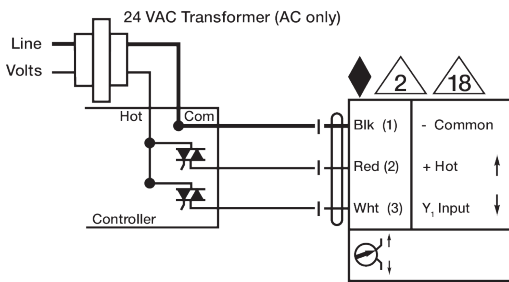 24 VAC Transformer (AC only)
Line
Volts
2
18
Hot
Com
Blk (1)
- Common
Red (2)
+ Hot
Wht (3)
Y₁ Input
Controller